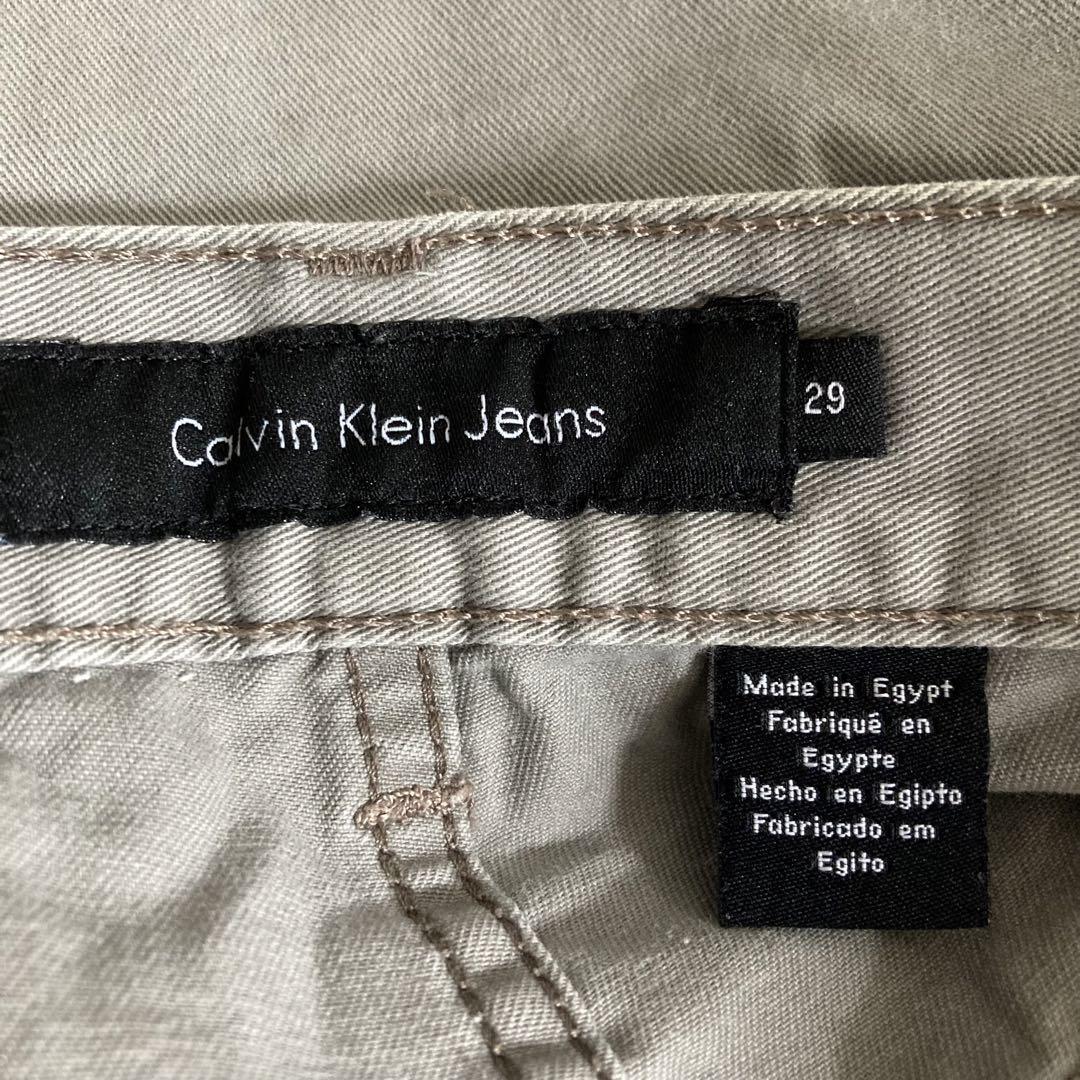 Calvin Klein Jeans
29
Made in Egypt
Fabriqué en
Egypte
Hecho en Egipto
Fabricado em
Egito